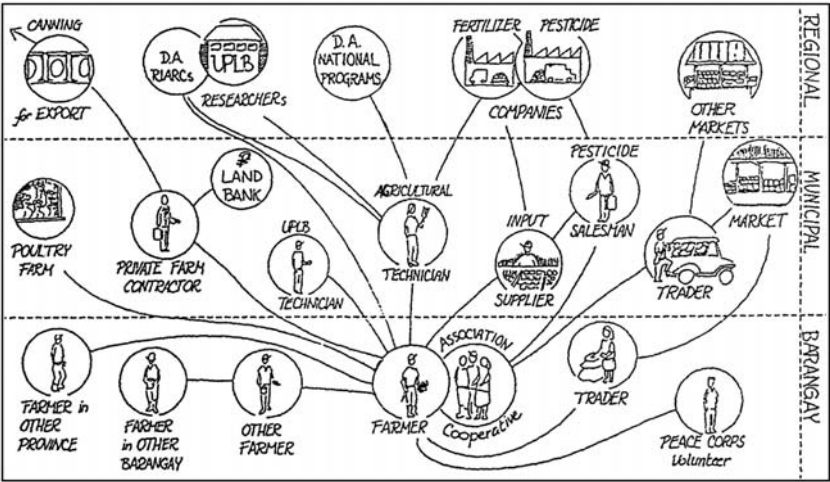 CANNING
for EXPORT
D.A.
RIARCs
UPLB
RESEARCHERs
D.A.
NATIONAL
PROGRAMS
FERTILIZER
PESTICIDE
COMPANIES
OTHER
MARKETS
REGIONAL
POULTRY
FARM
PRIVATE FARM
CONTRACTOR
₱
LAND
BANK
UPLB
TECHNICIAN
AGRICULTURAL
TECHNICIAN
INPUT
SUPPLIER
PESTICIDE
SALESMAN
TRADER
MARKET
MUNICIPAL
FARMER in
OTHER
PROVINCE
FARMER
in OTHER
BARANGAY
OTHER
FARMER
FARMER
ASSOCIATION
Cooperative
TRADER
PEACE CORPS
Volunteer
BARANGAY